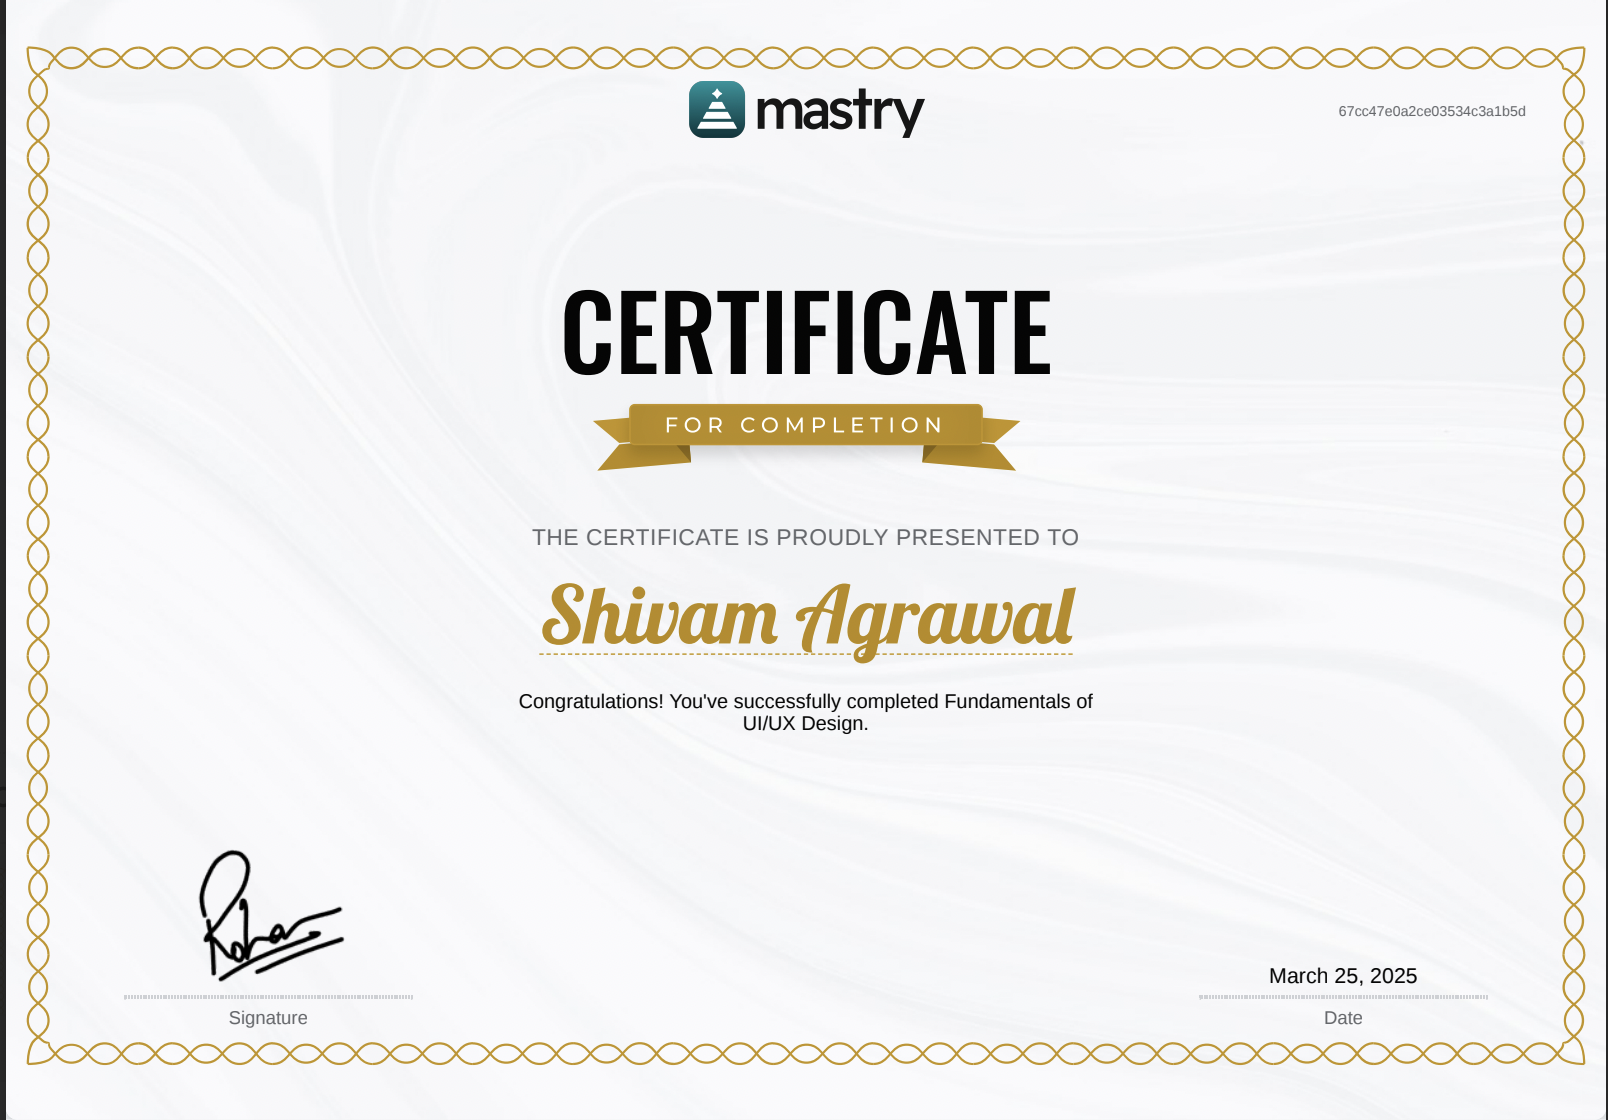 mastry
67cc47e0a2ce03534c3a1b5d
CERTIFICATE
FOR COMPLETION
THE CERTIFICATE IS PROUDLY PRESENTED TO
Shivam Agrawal
Congratulations! You've successfully completed Fundamentals of
UI/UX Design.
Rohan
March 25, 2025
Signature
Date